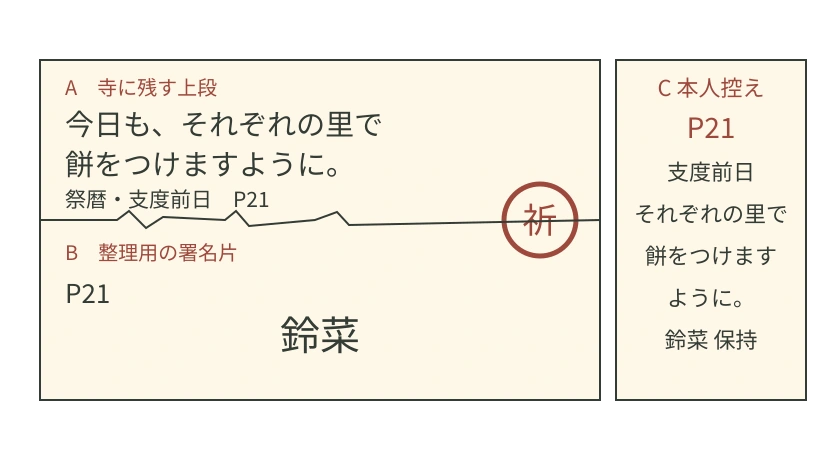 A 寺に残す上段
今日も、それぞれの里で
餅をつけますように。
祭暦・支度前日 P21
祈
B 整理用の署名片
P21
鈴菜
C 本人控え
P21
支度前日
それぞれの里で
餅をつけます
ように。
鈴菜 保持